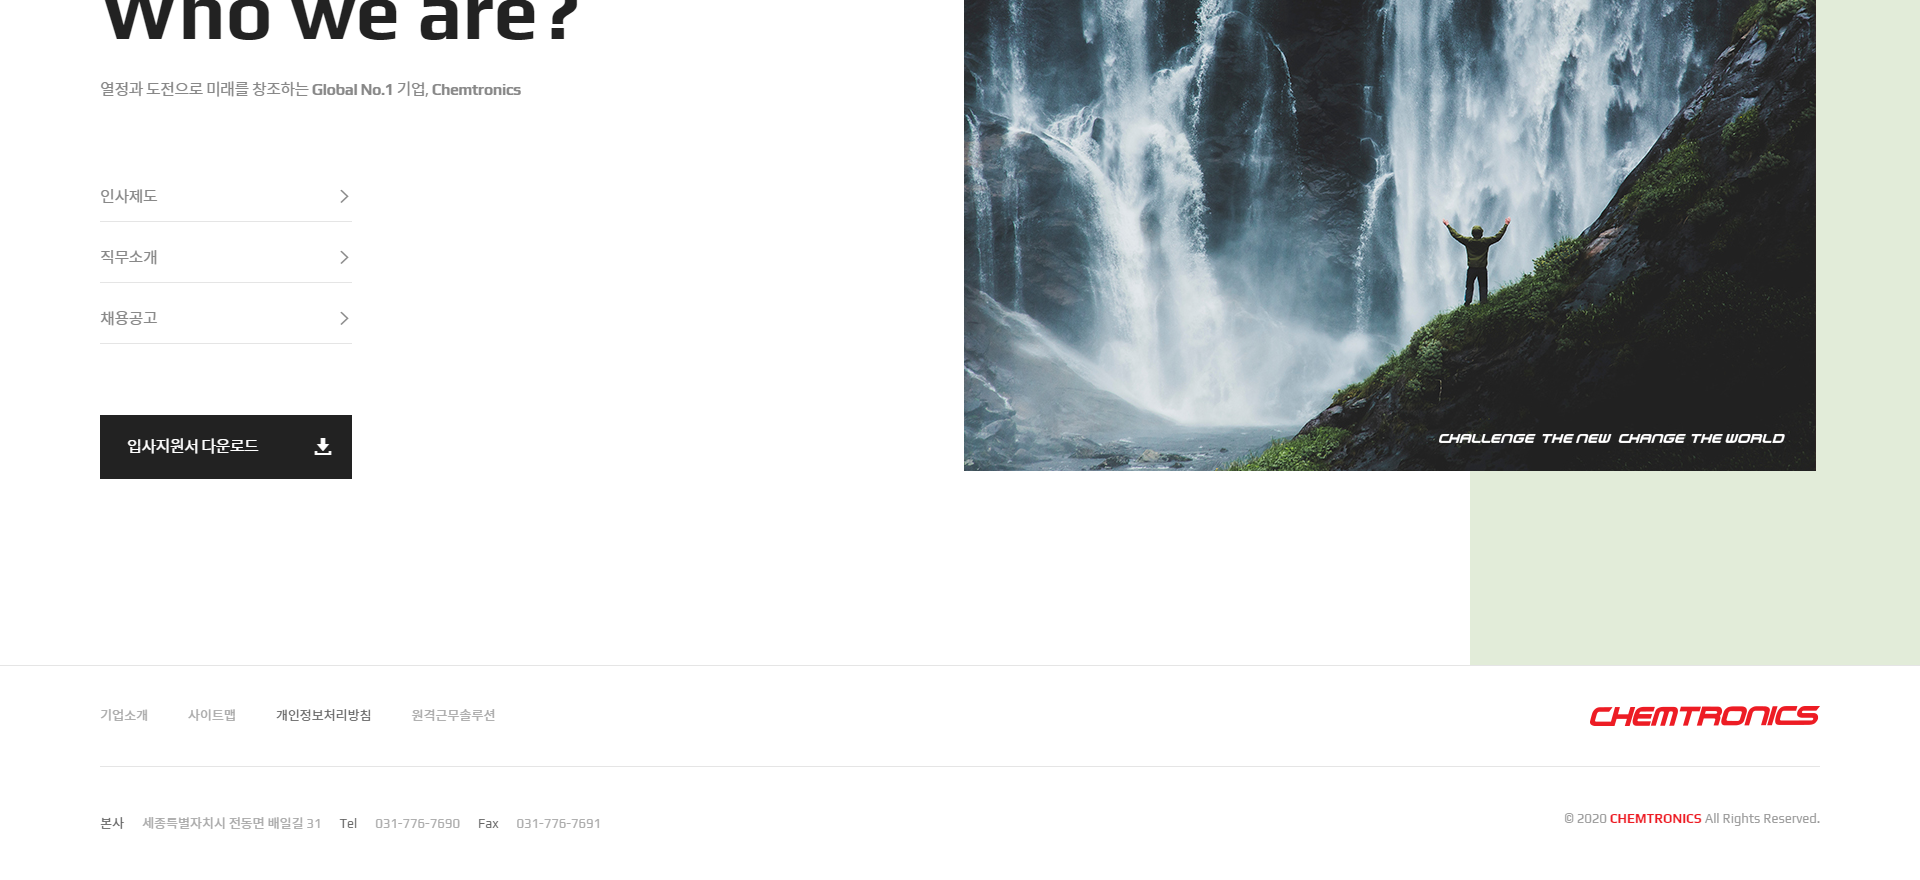 Who we are?
열정과 도전으로 미래를 창조하는 Global No.1 기업, Chemtronics
인사제도
직무소개
채용공고
입사지원서 다운로드
CHALLENGE THE NEW CHANGE THE WORLD
기업소개 사이트맵 개인정보처리방침 원격근무솔루션
CHEMTRONICS
본사 세종특별자치시 전동면 배일길 31 Tel 031-776-7690 Fax 031-776-7691
© 2020 CHEMTRONICS All Rights Reserved.